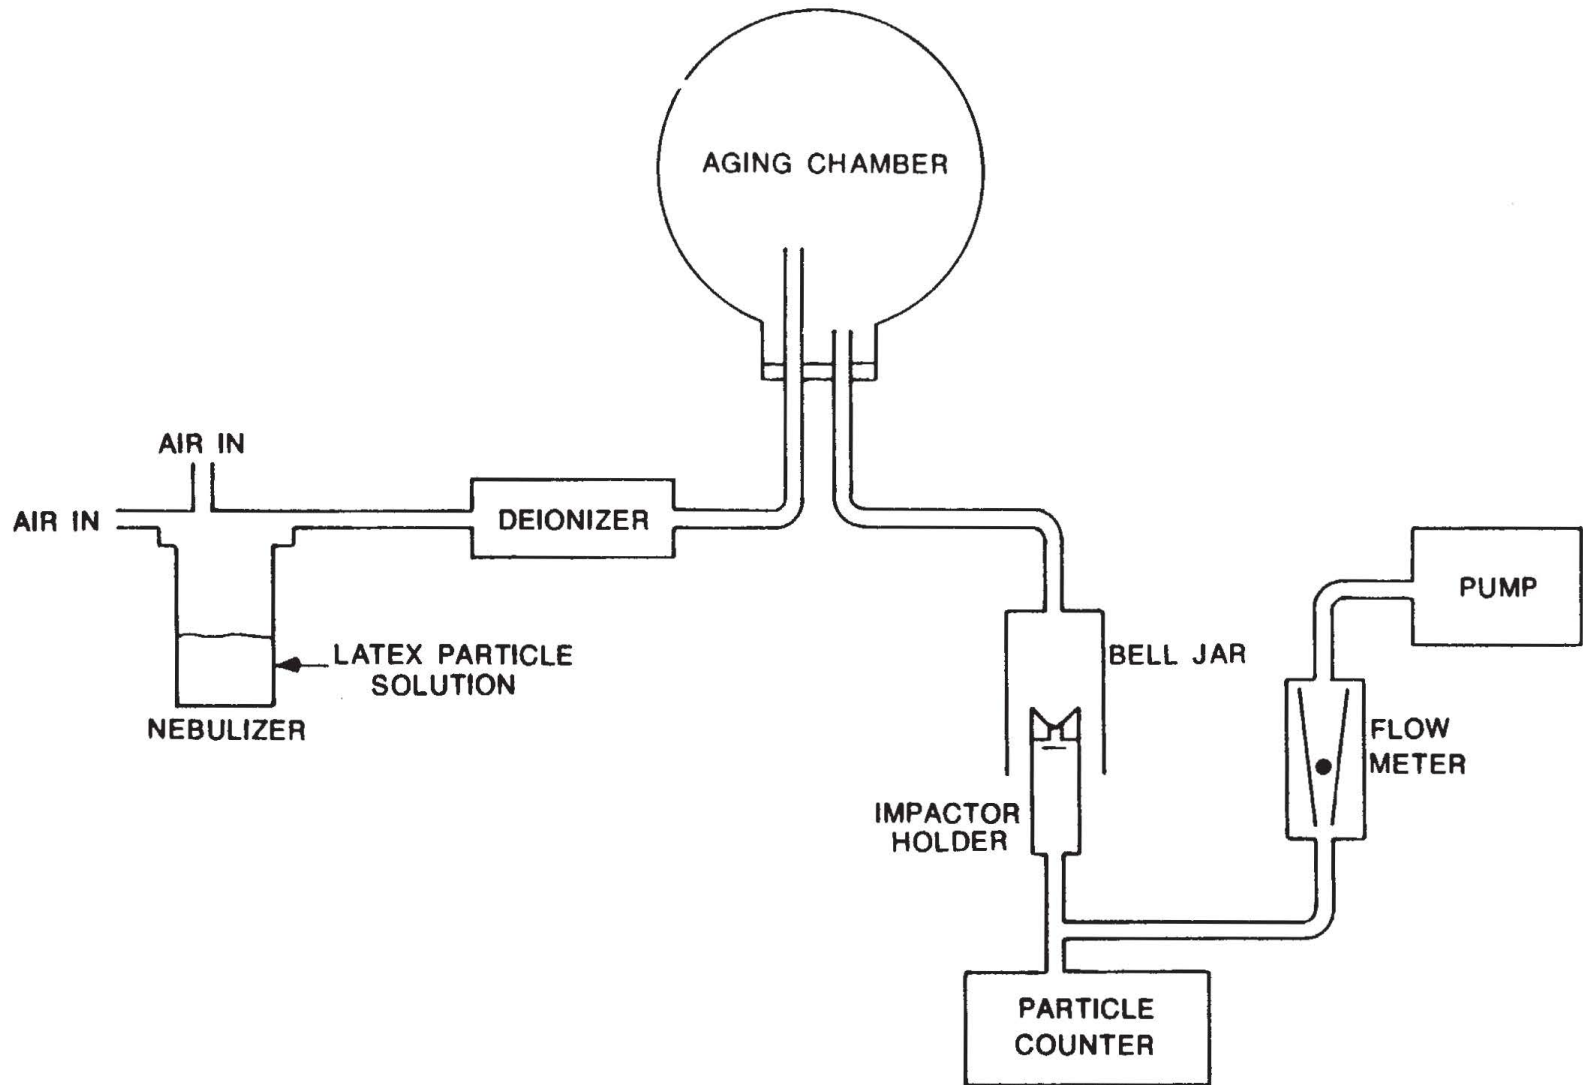 AGING CHAMBER
AIR IN
AIR IN
DEIONIZER
LATEX PARTICLE
SOLUTION
NEBULIZER
BELL JAR
PUMP
FLOW
METER
IMPACTOR
HOLDER
PARTICLE
COUNTER